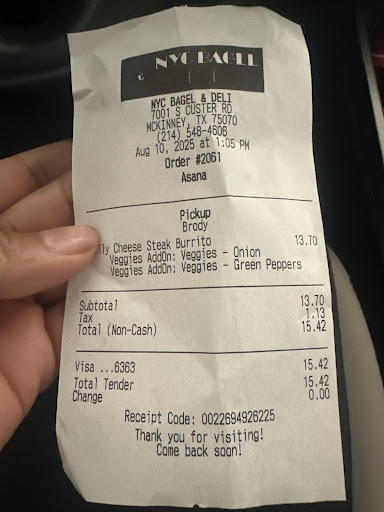 NYC BAGEL
NYC BAGEL & DELI
7001 S CUSTER RD
MCKINNEY, TX 75070
(214) 548-4606
Aug 10, 2025 at 1:05 PM
Order #2061
Asana
Pickup
Brody
lly Cheese Steak Burrito 13.70
Veggies AddOn: Veggies - Onion
Veggies AddOn: Veggies - Green Peppers
Subtotal 13.70
Tax 1.13
Total (Non-Cash) 15.42
Visa ...6363 15.42
Total Tender 15.42
Change 0.00
Receipt Code: 0022694926225
Thank you for visiting!
Come back soon!